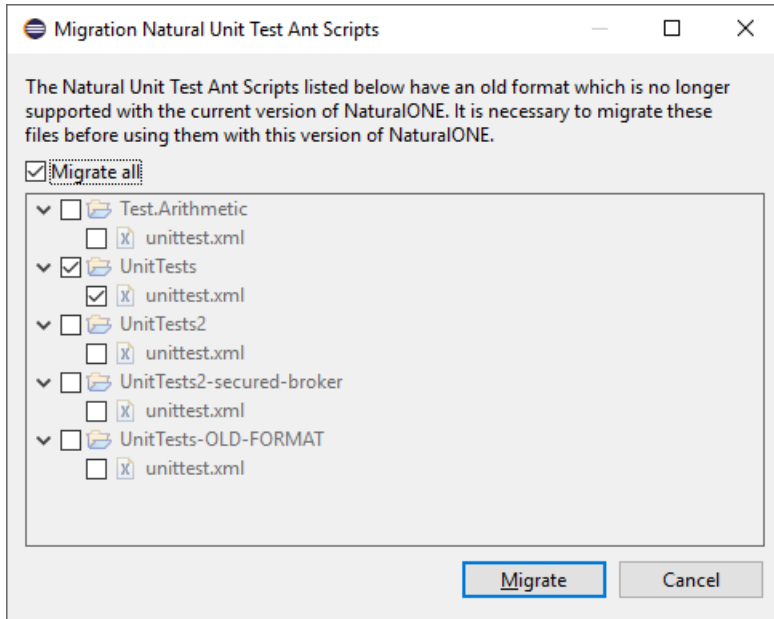 Migration Natural Unit Test Ant Scripts
The Natural Unit Test Ant Scripts listed below have an old format which is no longer
supported with the current version of NaturalONE. It is necessary to migrate these
files before using them with this version of NaturalONE.
Migrate all
Test.Arithmetic
unittest.xml
UnitTests
unittest.xml
UnitTests2
unittest.xml
UnitTests2-secured-broker
unittest.xml
UnitTests-OLD-FORMAT
unittest.xml
Migrate Cancel